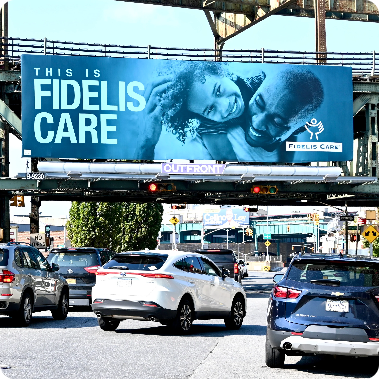 THIS IS
FIDELIS
CARE
FIDELIS CARE
OUTFRONT